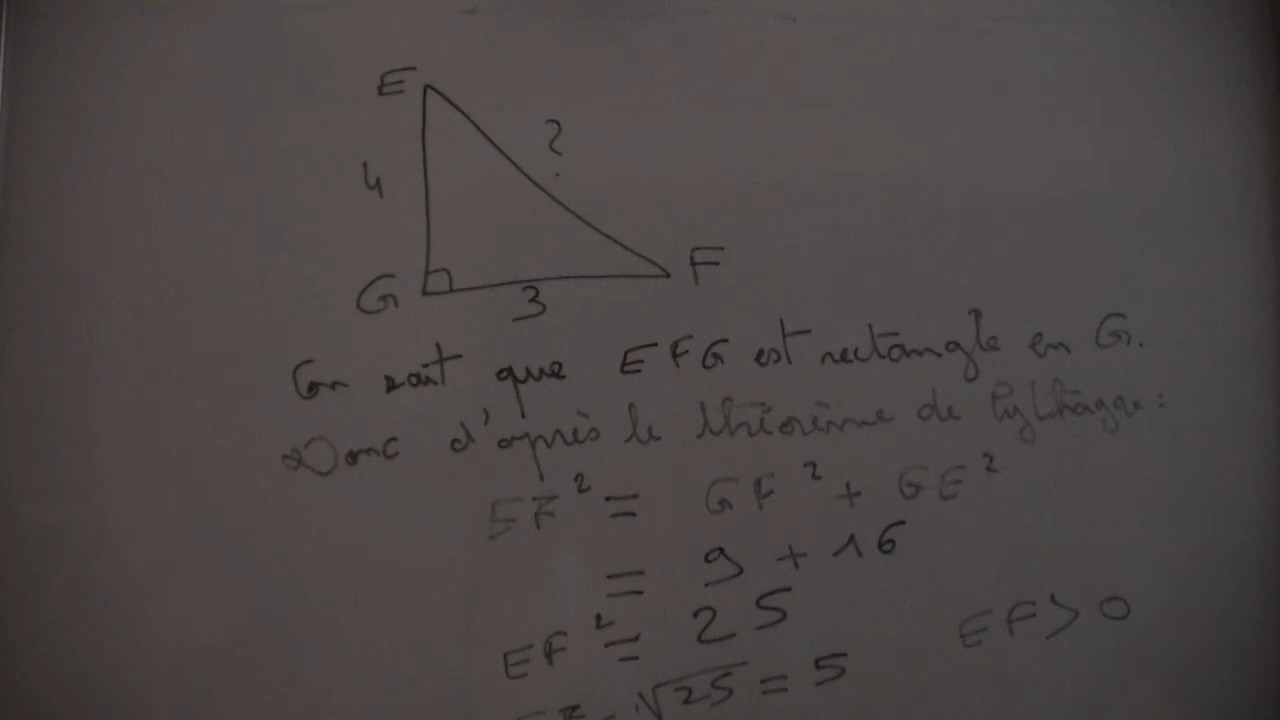 E
?
4
G
3
F
On sait que EFG est rectangle en G.
Donc d'après le théorème de Pythagore :
EF² = GF² + GE²
= 9 + 16
EF² = 25
EF > 0
√25 = 5